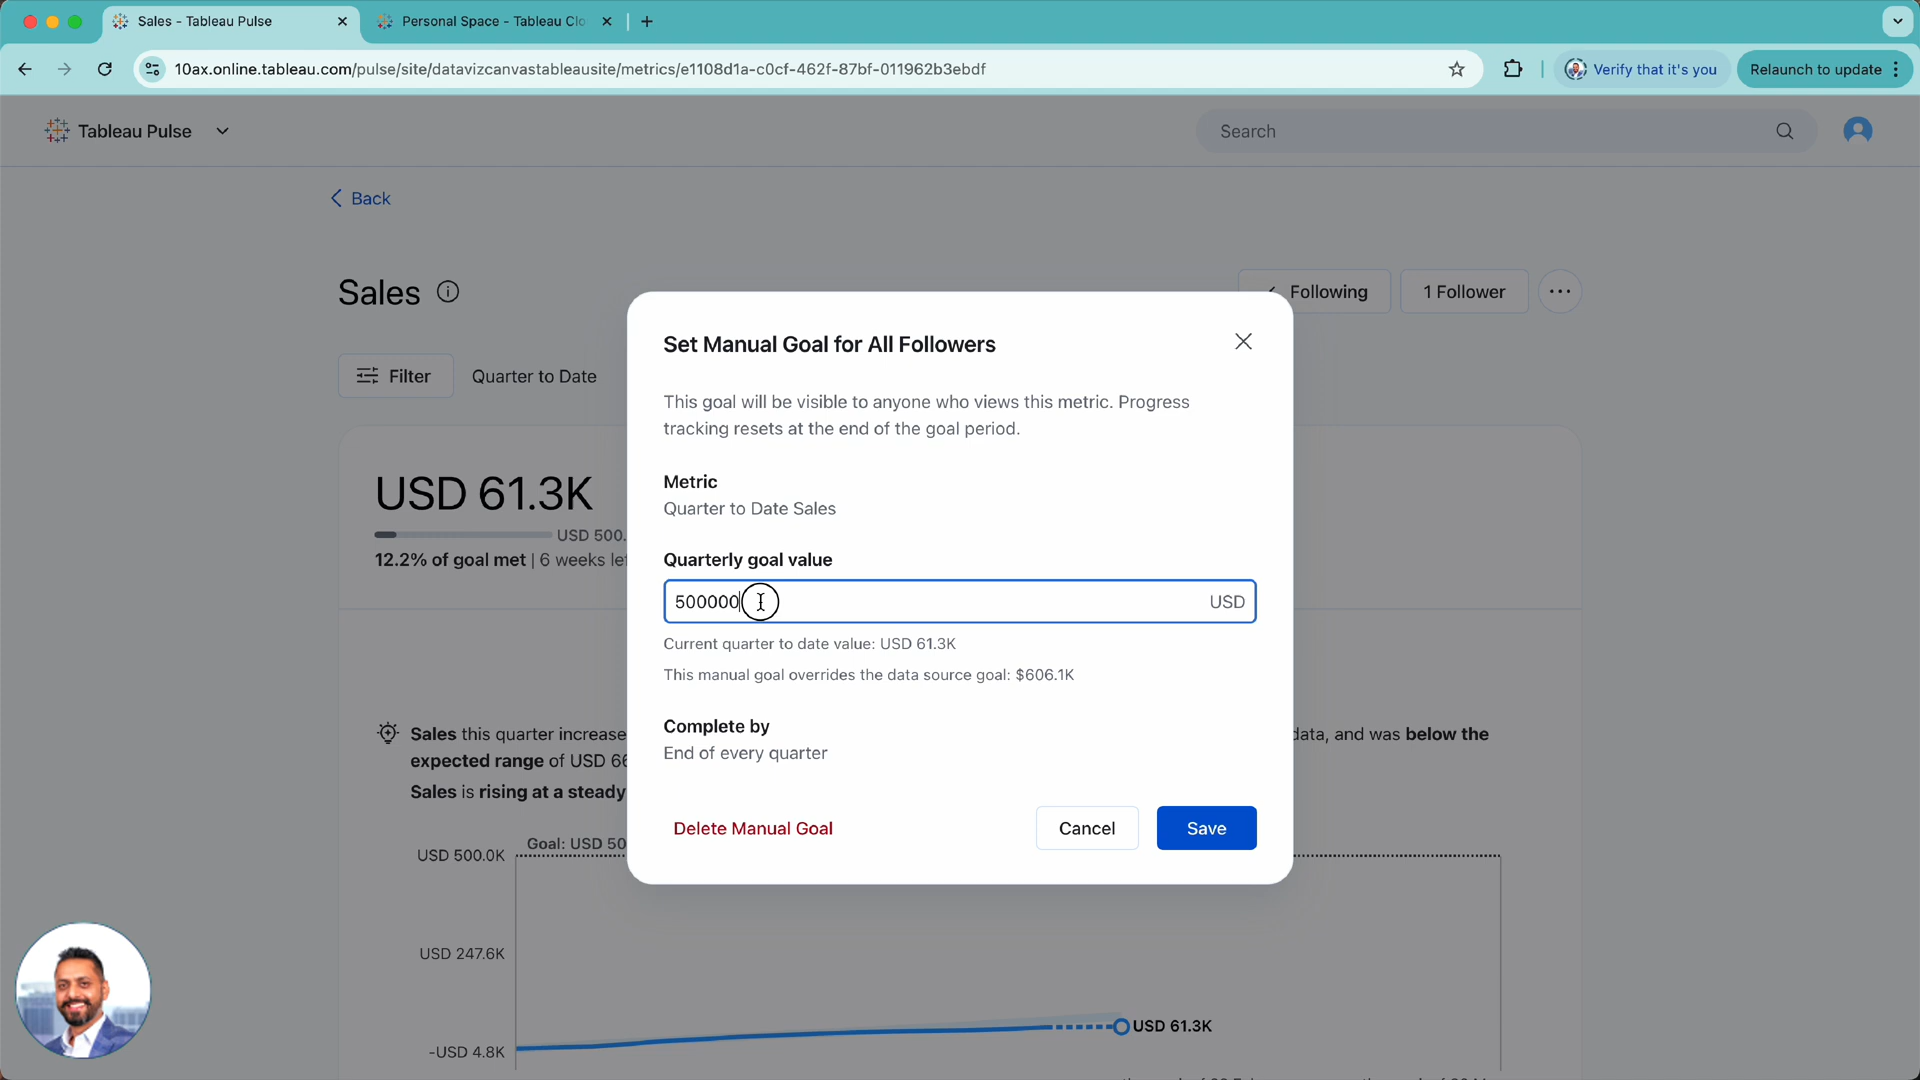 Sales - Tableau Pulse
Personal Space - Tableau Clo
10ax.online.tableau.com/pulse/site/datavizcanvastableausite/metrics/e1108d1a-c0cf-462f-87bf-011962b3ebdf
Verify that it's you
Relaunch to update
Tableau Pulse
Search
Back
Sales
Following
1 Follower
Filter
Quarter to Date
USD 61.3K
USD 500.
12.2% of goal met | 6 weeks lef
Set Manual Goal for All Followers
This goal will be visible to anyone who views this metric. Progress
tracking resets at the end of the goal period.
Metric
Quarter to Date Sales
Quarterly goal value
500000
USD
Current quarter to date value: USD 61.3K
This manual goal overrides the data source goal: $606.1K
Complete by
End of every quarter
Delete Manual Goal
Cancel
Save
Sales this quarter increase
data, and was below the
expected range of USD 66
Sales is rising at a steady
Goal: USD 50
USD 500.0K
USD 247.6K
USD 61.3K
-USD 4.8K